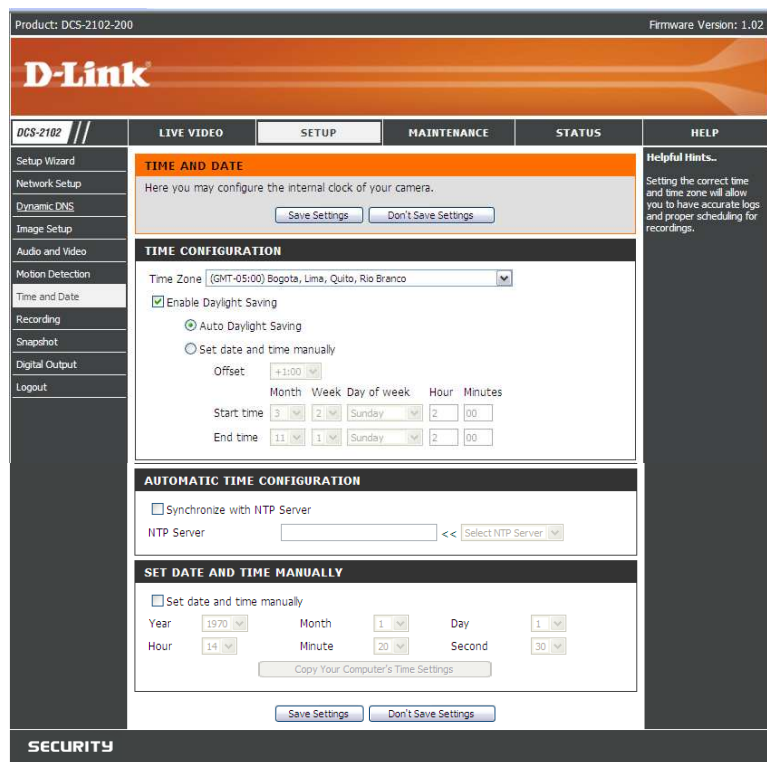 Product: DCS-2102-200 Firmware Version: 1.02
D-Link
DCS-2102 // LIVE VIDEO SETUP MAINTENANCE STATUS HELP
Setup Wizard
Network Setup
Dynamic DNS
Image Setup
Audio and Video
Motion Detection
Time and Date
Recording
Snapshot
Digital Output
Logout
TIME AND DATE
Here you may configure the internal clock of your camera.
Save Settings Don't Save Settings
TIME CONFIGURATION
Time Zone (GMT-05:00) Bogota, Lima, Quito, Rio Branco
Enable Daylight Saving
Auto Daylight Saving
Set date and time manually
Offset +1:00
Month Week Day of week Hour Minutes
Start time 3 2 Sunday 2 00
End time 11 1 Sunday 2 00
AUTOMATIC TIME CONFIGURATION
Synchronize with NTP Server
NTP Server << Select NTP Server
SET DATE AND TIME MANUALLY
Set date and time manually
Year 1970 Month 1 Day 1
Hour 14 Minute 20 Second 30
Copy Your Computer's Time Settings
Save Settings Don't Save Settings
Helpful Hints..
Setting the correct time
and time zone will allow
you to have accurate logs
and proper scheduling for
recordings.
SECURITY